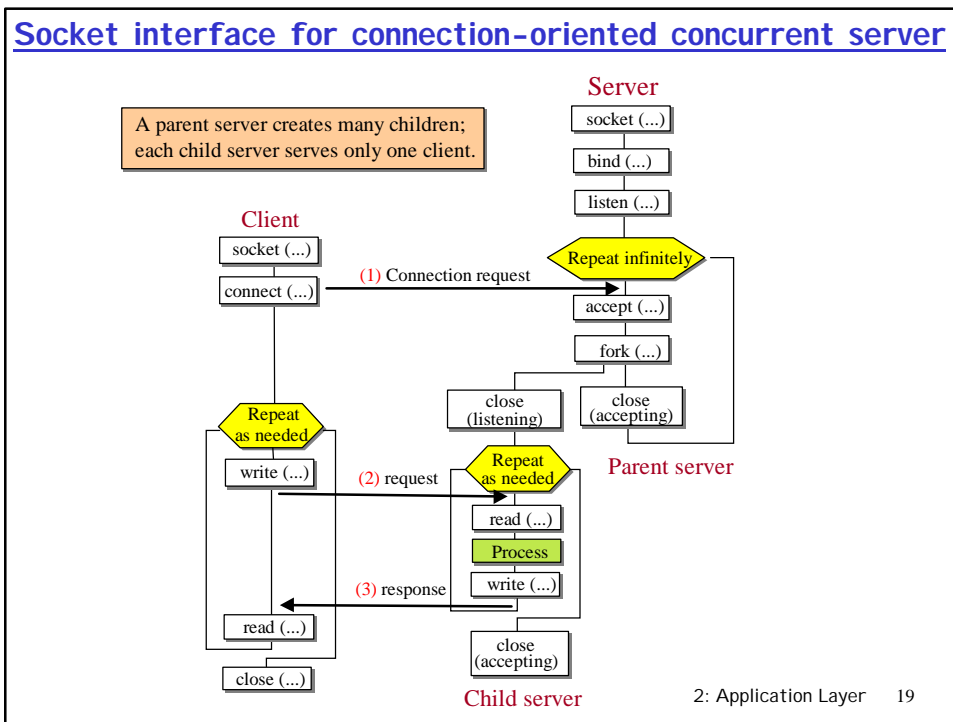 Socket interface for connection-oriented concurrent server
A parent server creates many children;
each child server serves only one client.
Server
socket (...)
bind (...)
listen (...)
Repeat infinitely
accept (...)
fork (...)
close
(listening)
close
(accepting)
Parent server
Client
socket (...)
connect (...)
(1) Connection request
Repeat
as needed
write (...)
(2) request
Repeat
as needed
read (...)
Process
write (...)
(3) response
read (...)
close (...)
close
(accepting)
Child server
2: Application Layer 19